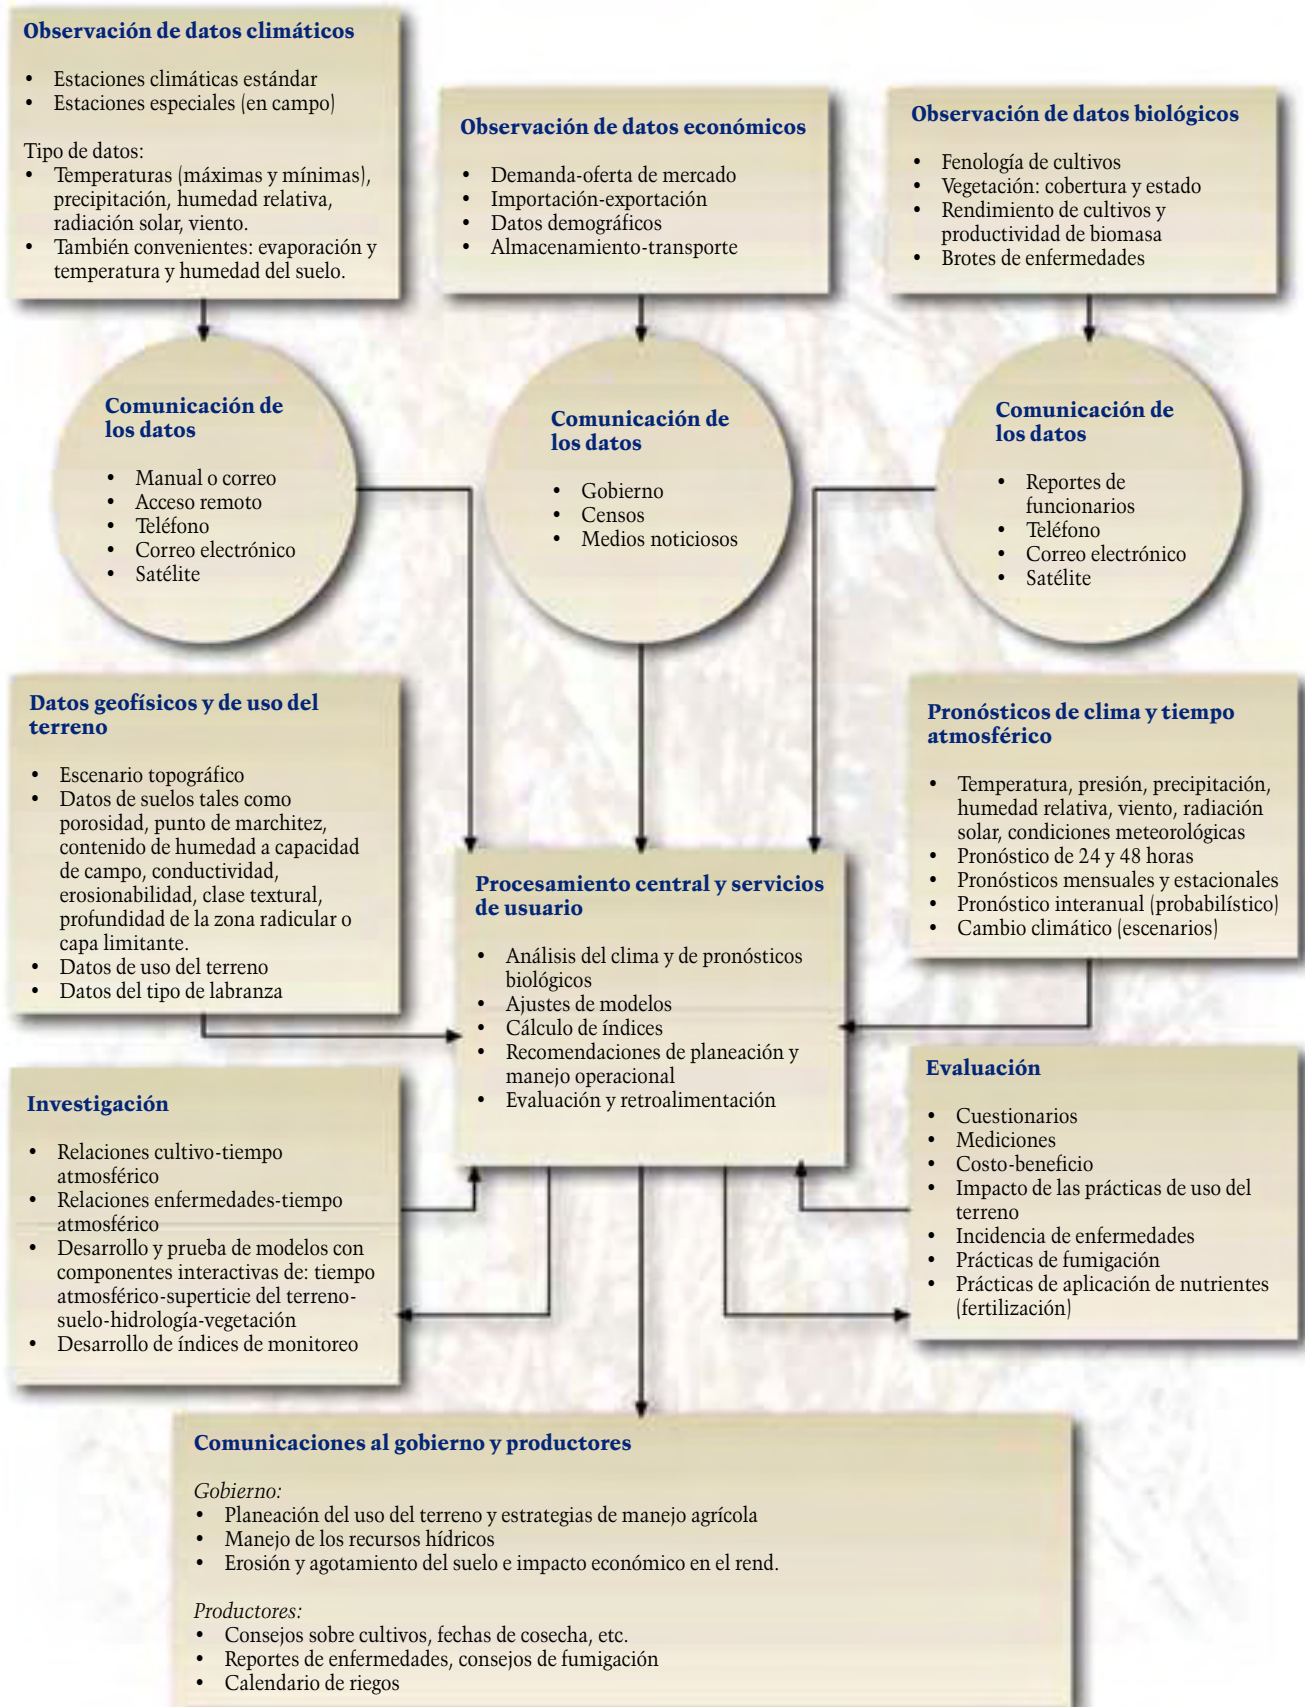 Observación de datos climáticos
• Estaciones climáticas estándar
• Estaciones especiales (en campo)
Tipo de datos:
• Temperaturas (máximas y mínimas),
precipitación, humedad relativa,
radiación solar, viento.
• También convenientes: evaporación y
temperatura y humedad del suelo.
Observación de datos económicos
• Demanda-oferta de mercado
• Importación-exportación
• Datos demográficos
• Almacenamiento-transporte
Observación de datos biológicos
• Fenología de cultivos
• Vegetación: cobertura y estado
• Rendimiento de cultivos y
productividad de biomasa
• Brotes de enfermedades
Comunicación de
los datos
• Manual o correo
• Acceso remoto
• Teléfono
• Correo electrónico
• Satélite
Comunicación de
los datos
• Gobierno
• Censos
• Medios noticiosos
Comunicación de
los datos
• Reportes de
funcionarios
• Teléfono
• Correo electrónico
• Satélite
Datos geofísicos y de uso del
terreno
• Escenario topográfico
• Datos de suelos tales como
porosidad, punto de marchitez,
contenido de humedad a capacidad
de campo, conductividad,
erosionabilidad, clase textural,
profundidad de la zona radicular o
capa limitante.
• Datos de uso del terreno
• Datos del tipo de labranza
Pronósticos de clima y tiempo
atmosférico
• Temperatura, presión, precipitación,
humedad relativa, viento, radiación
solar, condiciones meteorológicas
• Pronóstico de 24 y 48 horas
• Pronósticos mensuales y estacionales
• Pronóstico interanual (probabilístico)
• Cambio climático (escenarios)
Procesamiento central y servicios
de usuario
• Análisis del clima y de pronósticos
biológicos
• Ajustes de modelos
• Cálculo de índices
• Recomendaciones de planeación y
manejo operacional
• Evaluación y retroalimentación
Investigación
• Relaciones cultivo-tiempo
atmosférico
• Relaciones enfermedades-tiempo
atmosférico
• Desarrollo y prueba de modelos con
componentes interactivas de: tiempo
atmosférico-superticie del terreno-
suelo-hidrología-vegetación
• Desarrollo de índices de monitoreo
Evaluación
• Cuestionarios
• Mediciones
• Costo-beneficio
• Impacto de las prácticas de uso del
terreno
• Incidencia de enfermedades
• Prácticas de fumigación
• Prácticas de aplicación de nutrientes
(fertilización)
Comunicaciones al gobierno y productores
Gobierno:
• Planeación del uso del terreno y estrategias de manejo agrícola
• Manejo de los recursos hídricos
• Erosión y agotamiento del suelo e impacto económico en el rend.
Productores:
• Consejos sobre cultivos, fechas de cosecha, etc.
• Reportes de enfermedades, consejos de fumigación
• Calendario de riegos